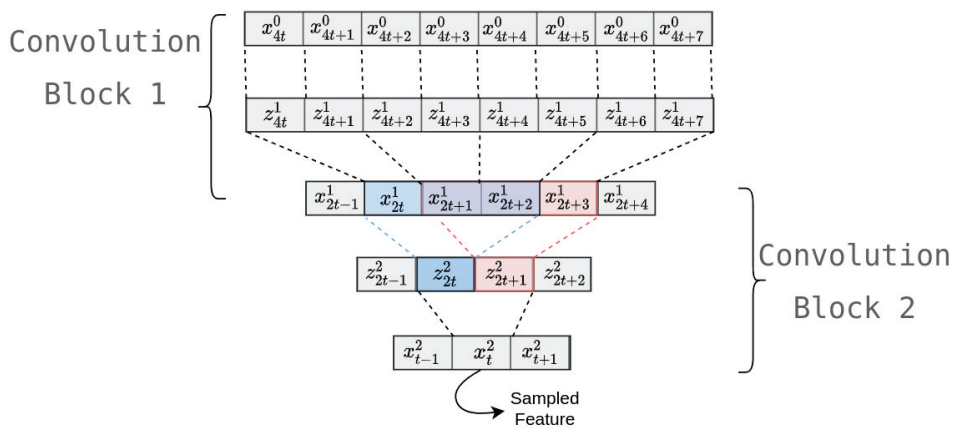 x^0_{4t} x^0_{4t+1} x^0_{4t+2} x^0_{4t+3} x^0_{4t+4} x^0_{4t+5} x^0_{4t+6} x^0_{4t+7}
Convolution
Block 1
z^1_{4t} z^1_{4t+1} z^1_{4t+2} z^1_{4t+3} z^1_{4t+4} z^1_{4t+5} z^1_{4t+6} z^1_{4t+7}
x^1_{2t-1} x^1_{2t} x^1_{2t+1} x^1_{2t+2} x^1_{2t+3} x^1_{2t+4}
Convolution
Block 2
z^2_{2t-1} z^2_{2t} z^2_{2t+1} z^2_{2t+2}
x^2_{t-1} x^2_t x^2_{t+1}
Sampled
Feature